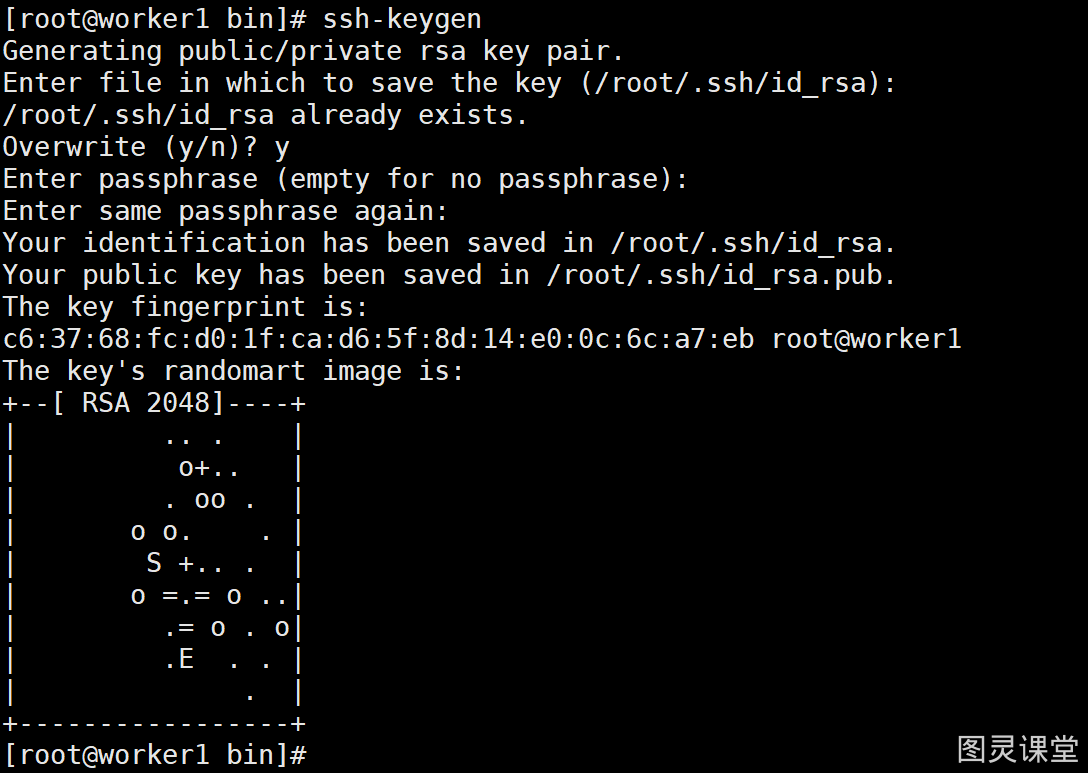 [root@worker1 bin]# ssh-keygen
Generating public/private rsa key pair.
Enter file in which to save the key (/root/.ssh/id_rsa):
/root/.ssh/id_rsa already exists.
Overwrite (y/n)? y
Enter passphrase (empty for no passphrase):
Enter same passphrase again:
Your identification has been saved in /root/.ssh/id_rsa.
Your public key has been saved in /root/.ssh/id_rsa.pub.
The key fingerprint is:
c6:37:68:fc:d0:1f:ca:d6:5f:8d:14:e0:0c:6c:a7:eb root@worker1
The key's randomart image is:
+--[ RSA 2048]----+
|         .. .    |
|          o+..   |
|         . oo .  |
|       o o.    . |
|        S +.. .  |
|       o =.= o ..|
|         .= o . o|
|         .E  . . |
|              .  |
+-----------------+
[root@worker1 bin]#
图灵课堂